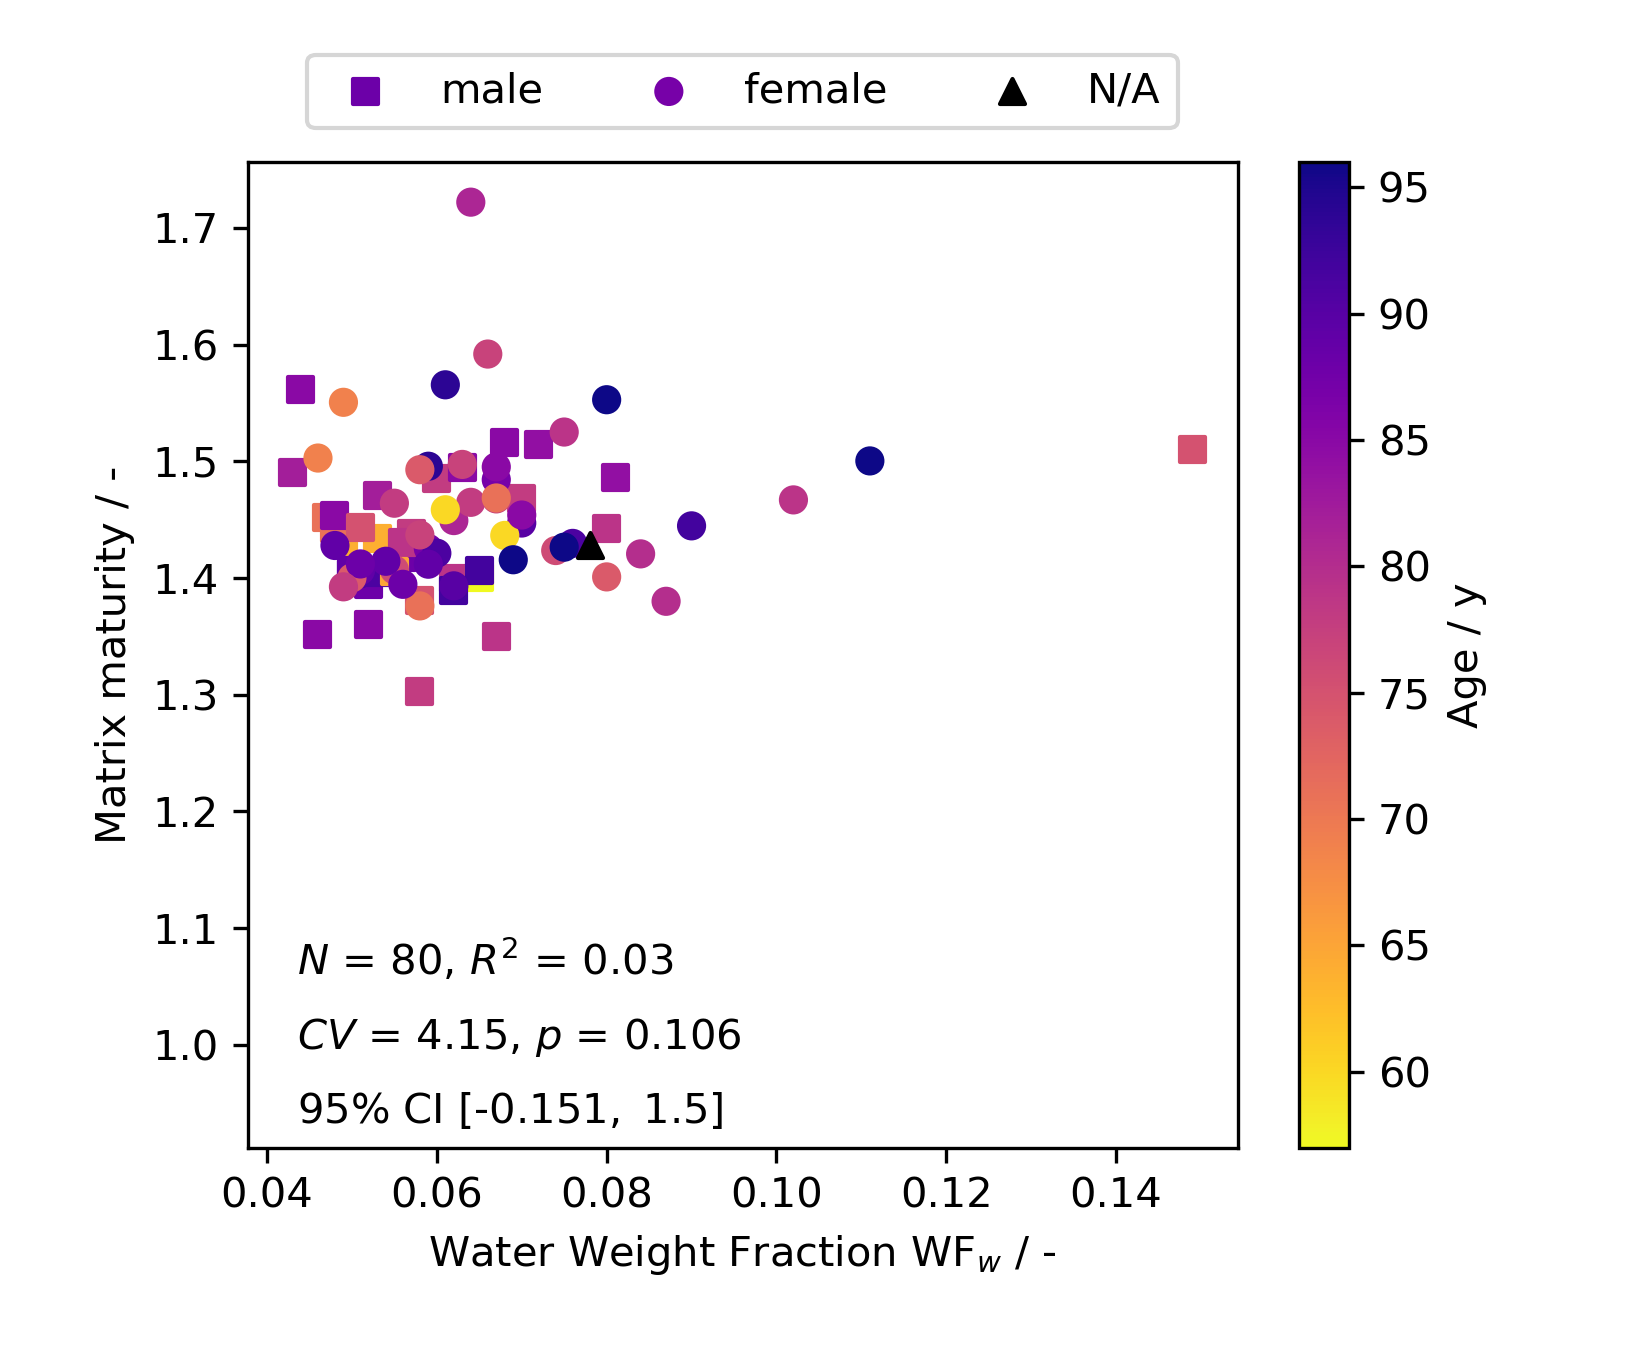 male female N/A
1.7
1.6
1.5
1.4
1.3
1.2
1.1
1.0
Matrix maturity / -
N = 80, R² = 0.03
CV = 4.15, p = 0.106
95% CI [-0.151, 1.5]
0.04 0.06 0.08 0.10 0.12 0.14
Water Weight Fraction WF_w / -
95
90
85
80
75
70
65
60
Age / y